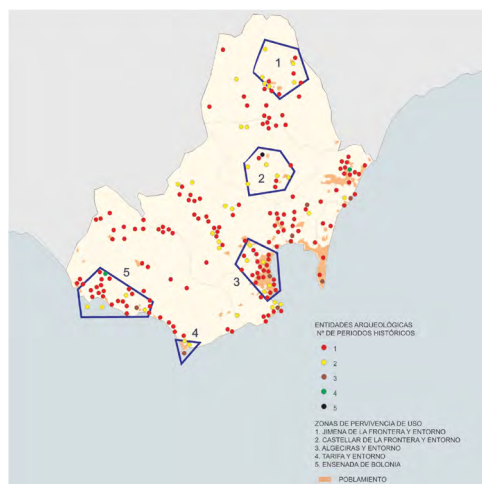 1
2
3
4
5
ENTIDADES ARQUEOLÓGICAS
Nº DE PERIODOS HISTÓRICOS
1
2
3
4
5
ZONAS DE PERVIVENCIA DE USO
1. JIMENA DE LA FRONTERA Y ENTORNO
2. CASTELLAR DE LA FRONTERA Y ENTORNO
3. ALGECIRAS Y ENTORNO
4. TARIFA Y ENTORNO
5. ENSENADA DE BOLONIA
POBLAMIENTO